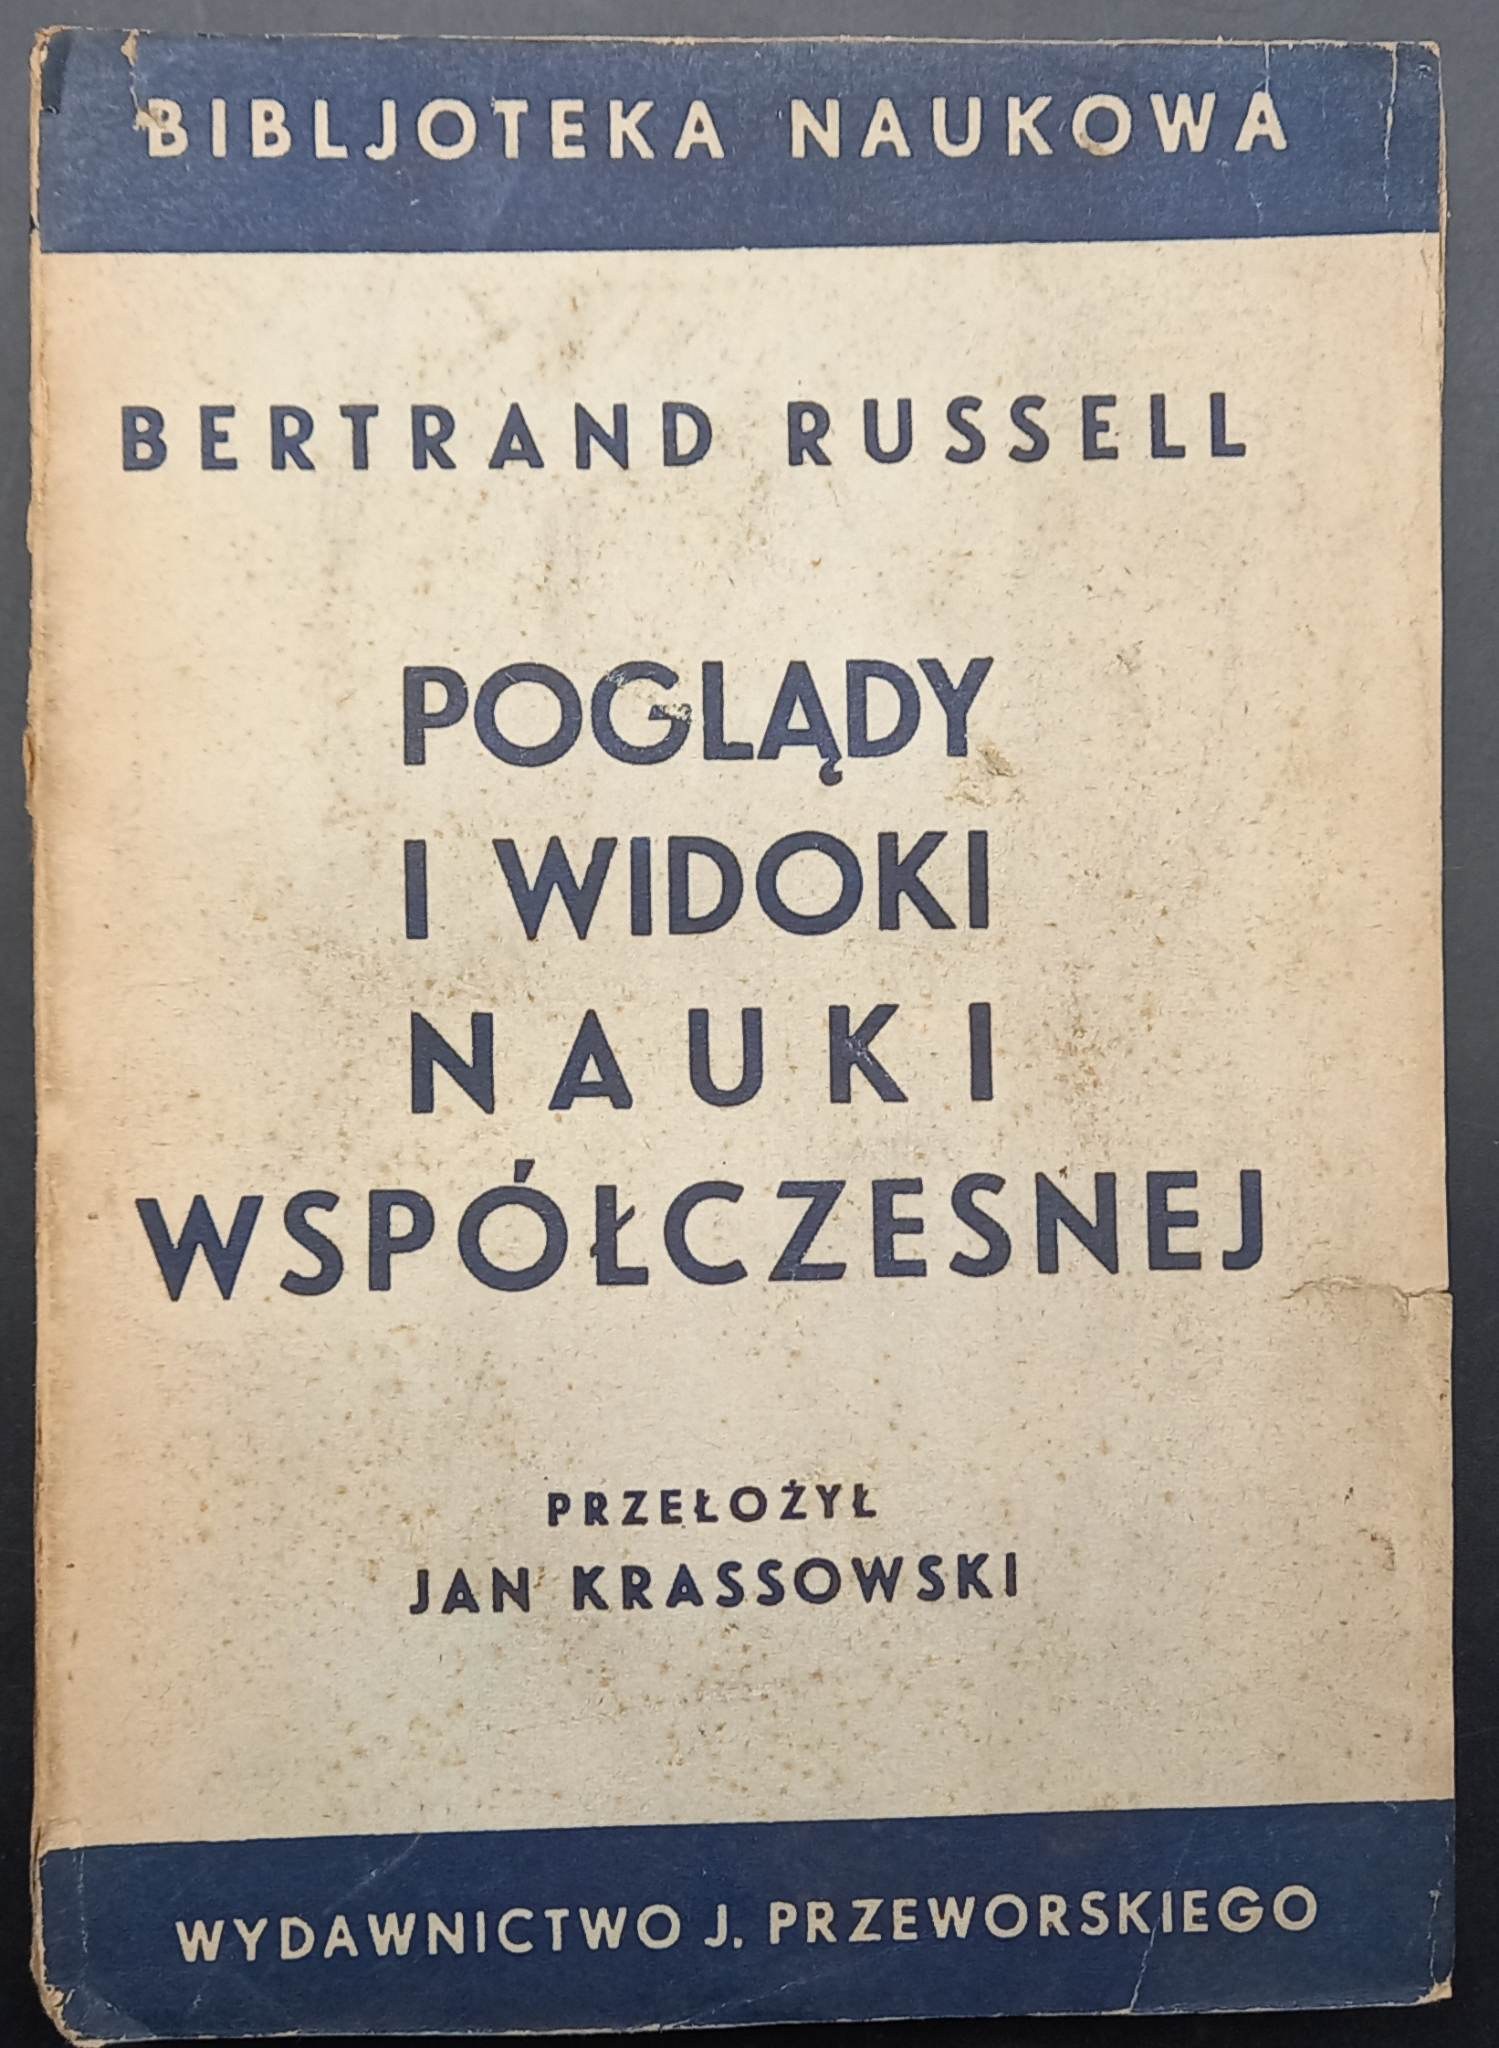 BIBLJOTEKA NAUKOWA
BERTRAND RUSSELL
POGLĄDY
I WIDOKI
NAUKI
WSPÓŁCZESNEJ
PRZEŁOŻYŁ
JAN KRASSOWSKI
WYDAWNICTWO J. PRZEWORSKIEGO